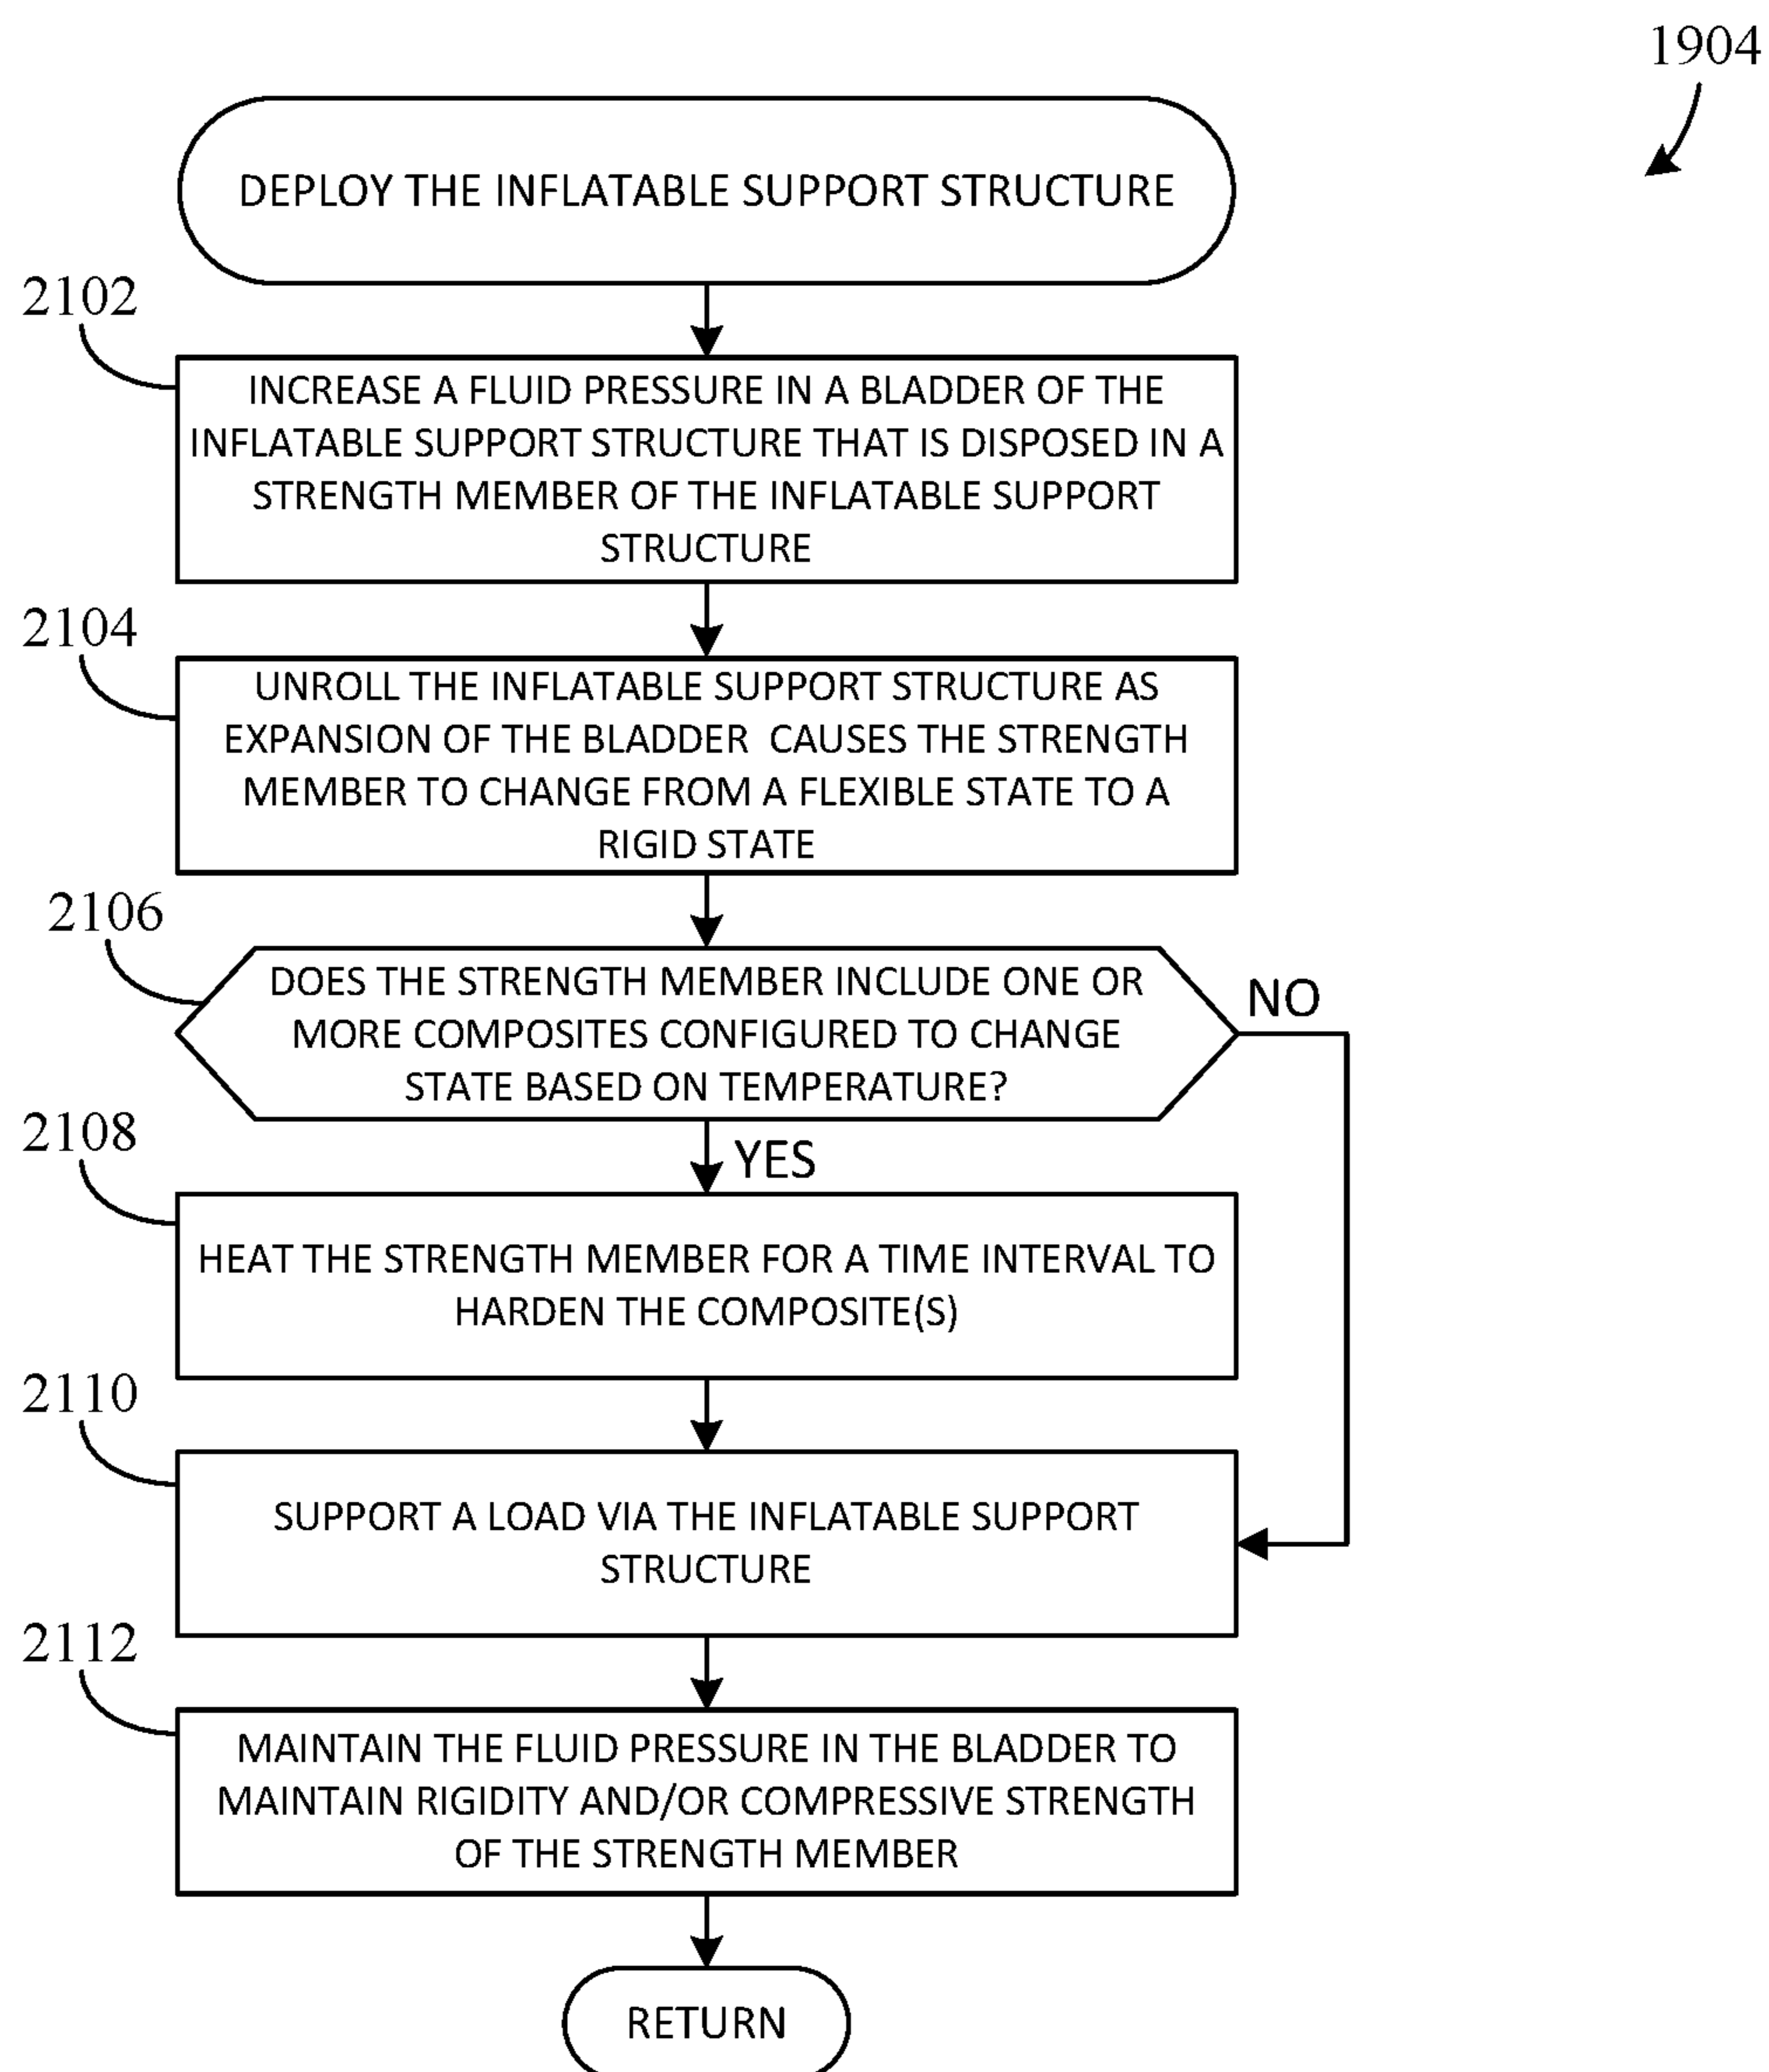 1904
DEPLOY THE INFLATABLE SUPPORT STRUCTURE
2102
INCREASE A FLUID PRESSURE IN A BLADDER OF THE
INFLATABLE SUPPORT STRUCTURE THAT IS DISPOSED IN A
STRENGTH MEMBER OF THE INFLATABLE SUPPORT
STRUCTURE
2104
UNROLL THE INFLATABLE SUPPORT STRUCTURE AS
EXPANSION OF THE BLADDER CAUSES THE STRENGTH
MEMBER TO CHANGE FROM A FLEXIBLE STATE TO A
RIGID STATE
2106
DOES THE STRENGTH MEMBER INCLUDE ONE OR
MORE COMPOSITES CONFIGURED TO CHANGE
STATE BASED ON TEMPERATURE?
NO
YES
2108
HEAT THE STRENGTH MEMBER FOR A TIME INTERVAL TO
HARDEN THE COMPOSITE(S)
2110
SUPPORT A LOAD VIA THE INFLATABLE SUPPORT
STRUCTURE
2112
MAINTAIN THE FLUID PRESSURE IN THE BLADDER TO
MAINTAIN RIGIDITY AND/OR COMPRESSIVE STRENGTH
OF THE STRENGTH MEMBER
RETURN